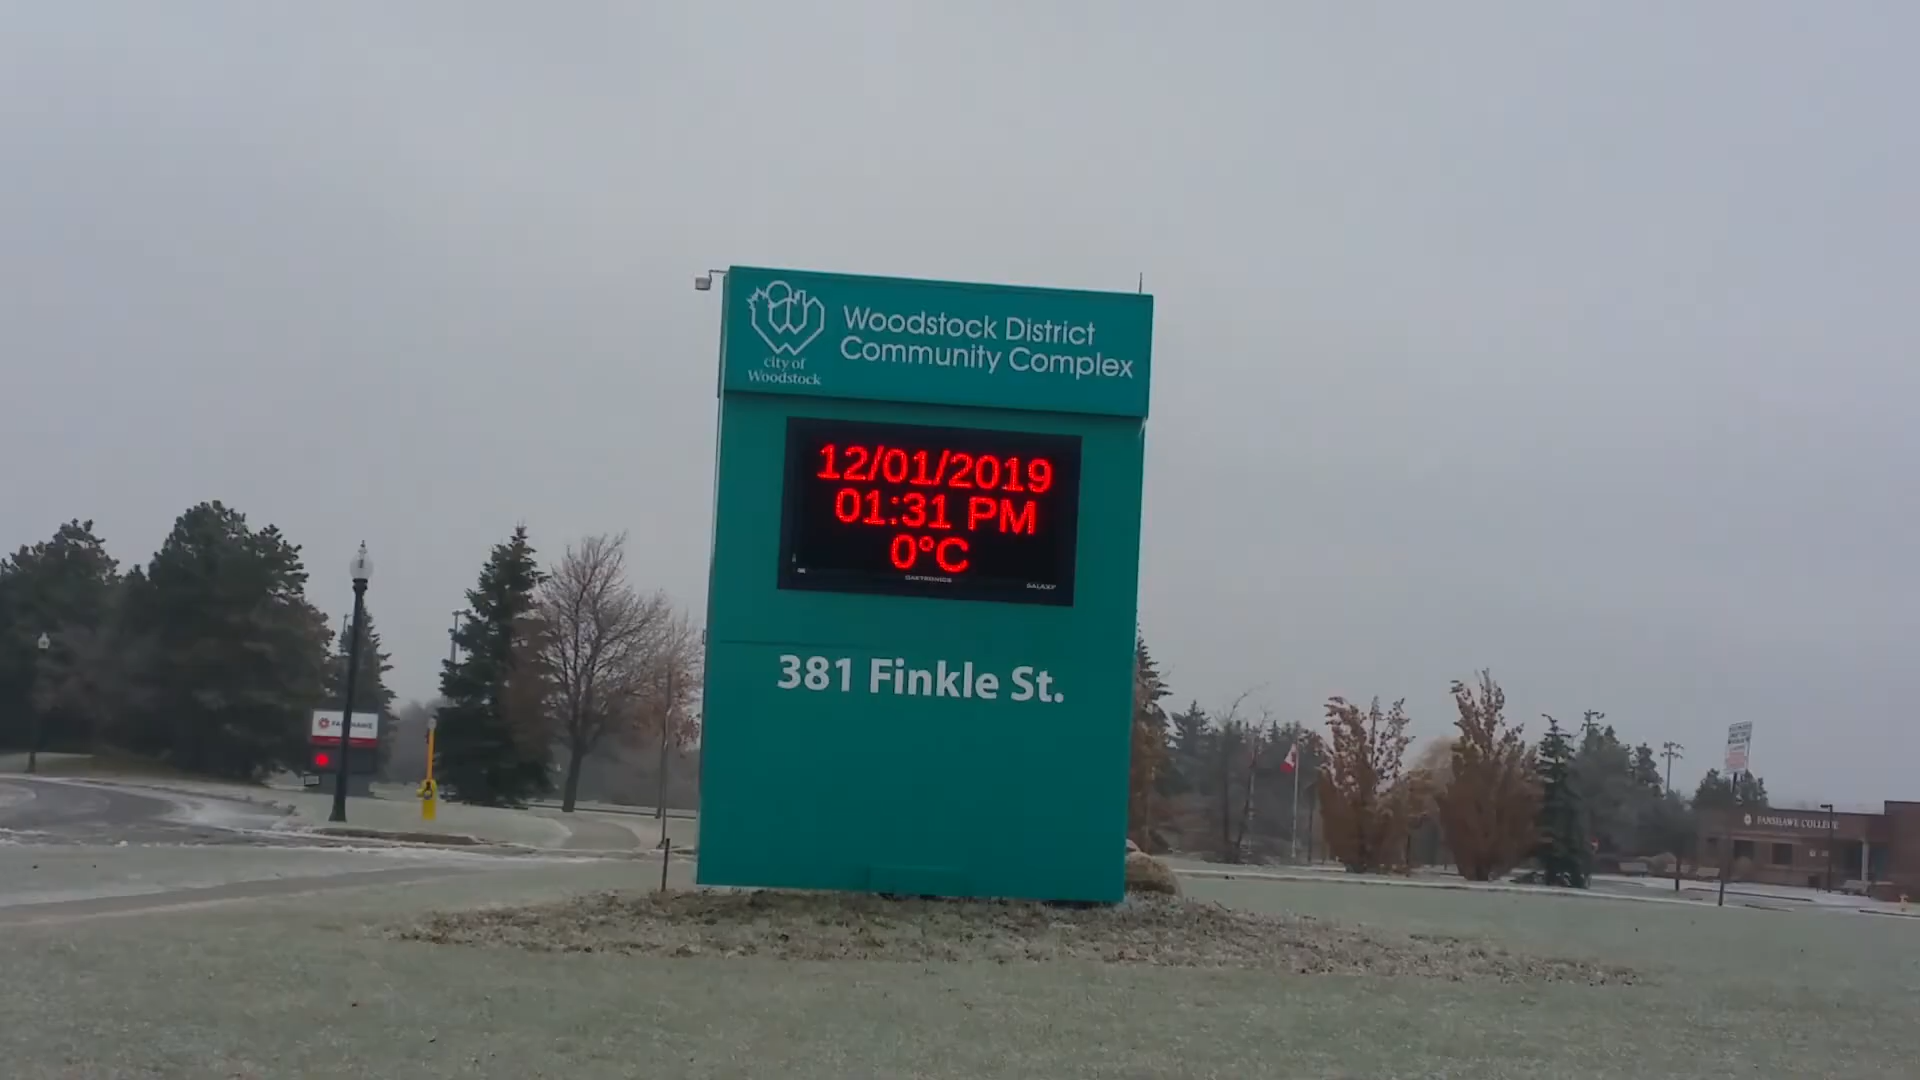 city of
Woodstock
Woodstock District
Community Complex
12/01/2019
01:31 PM
0°C
DAKTRONICS
GALAXY
381 Finkle St.
FANSHAWE
FANSHAWE COLLEGE